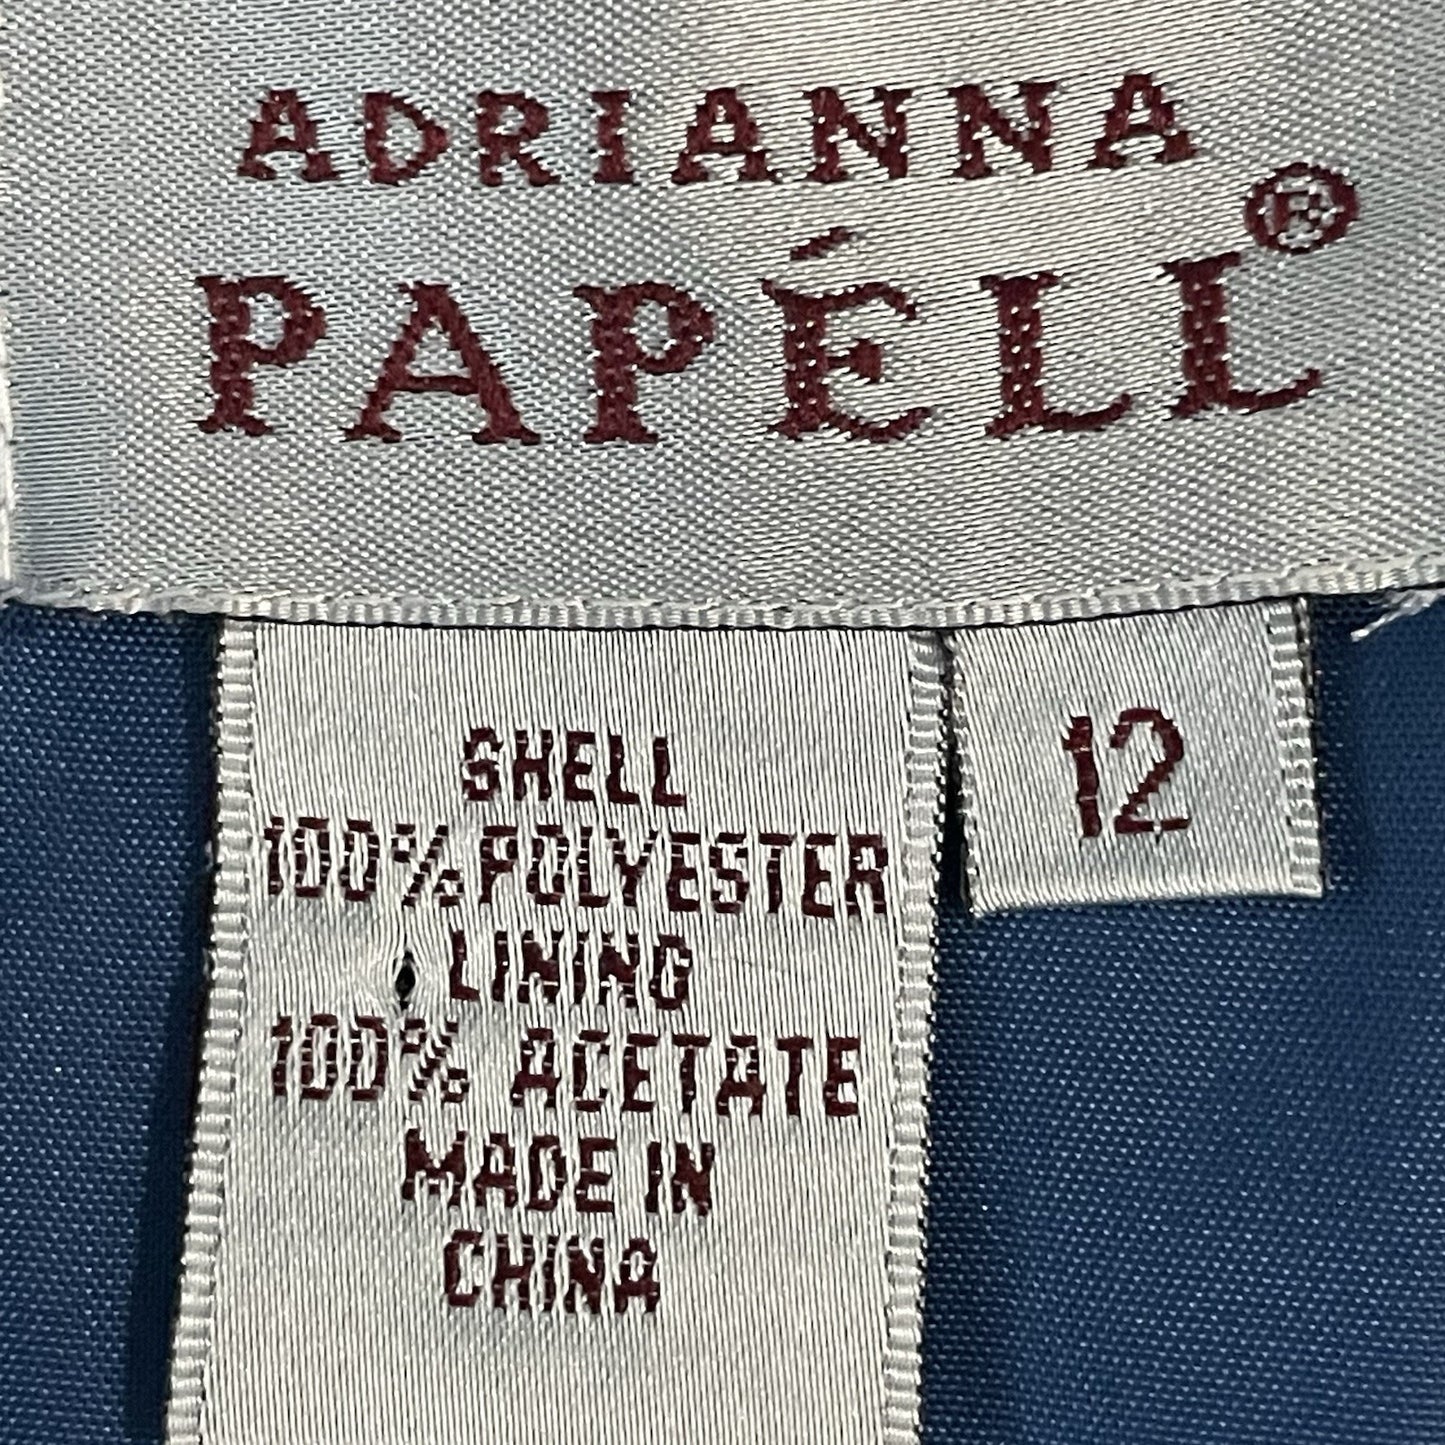 ADRIANNA
PAPÉLL®
12
SHELL
100% POLYESTER
LINING
100% ACETATE
MADE IN
CHINA